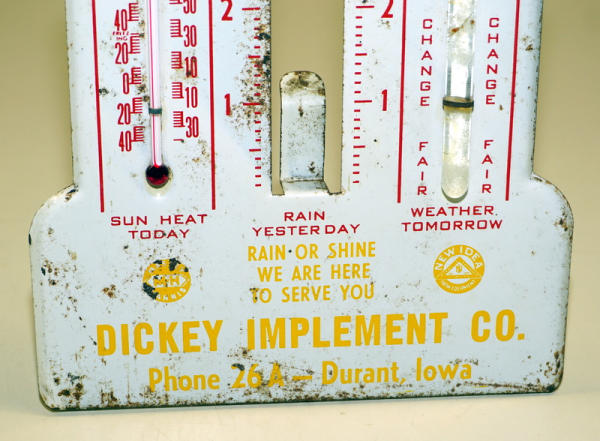 40
20
0
20
40
50
30
10
10
30
2
1
2
1
CHANGE
FAIR
CHANGE
FAIR
SUN HEAT
TODAY
RAIN
YESTERDAY
WEATHER
TOMORROW
RAIN OR SHINE
WE ARE HERE
TO SERVE YOU
NEW IDEA
DICKEY IMPLEMENT CO.
Phone 26 A – Durant, Iowa